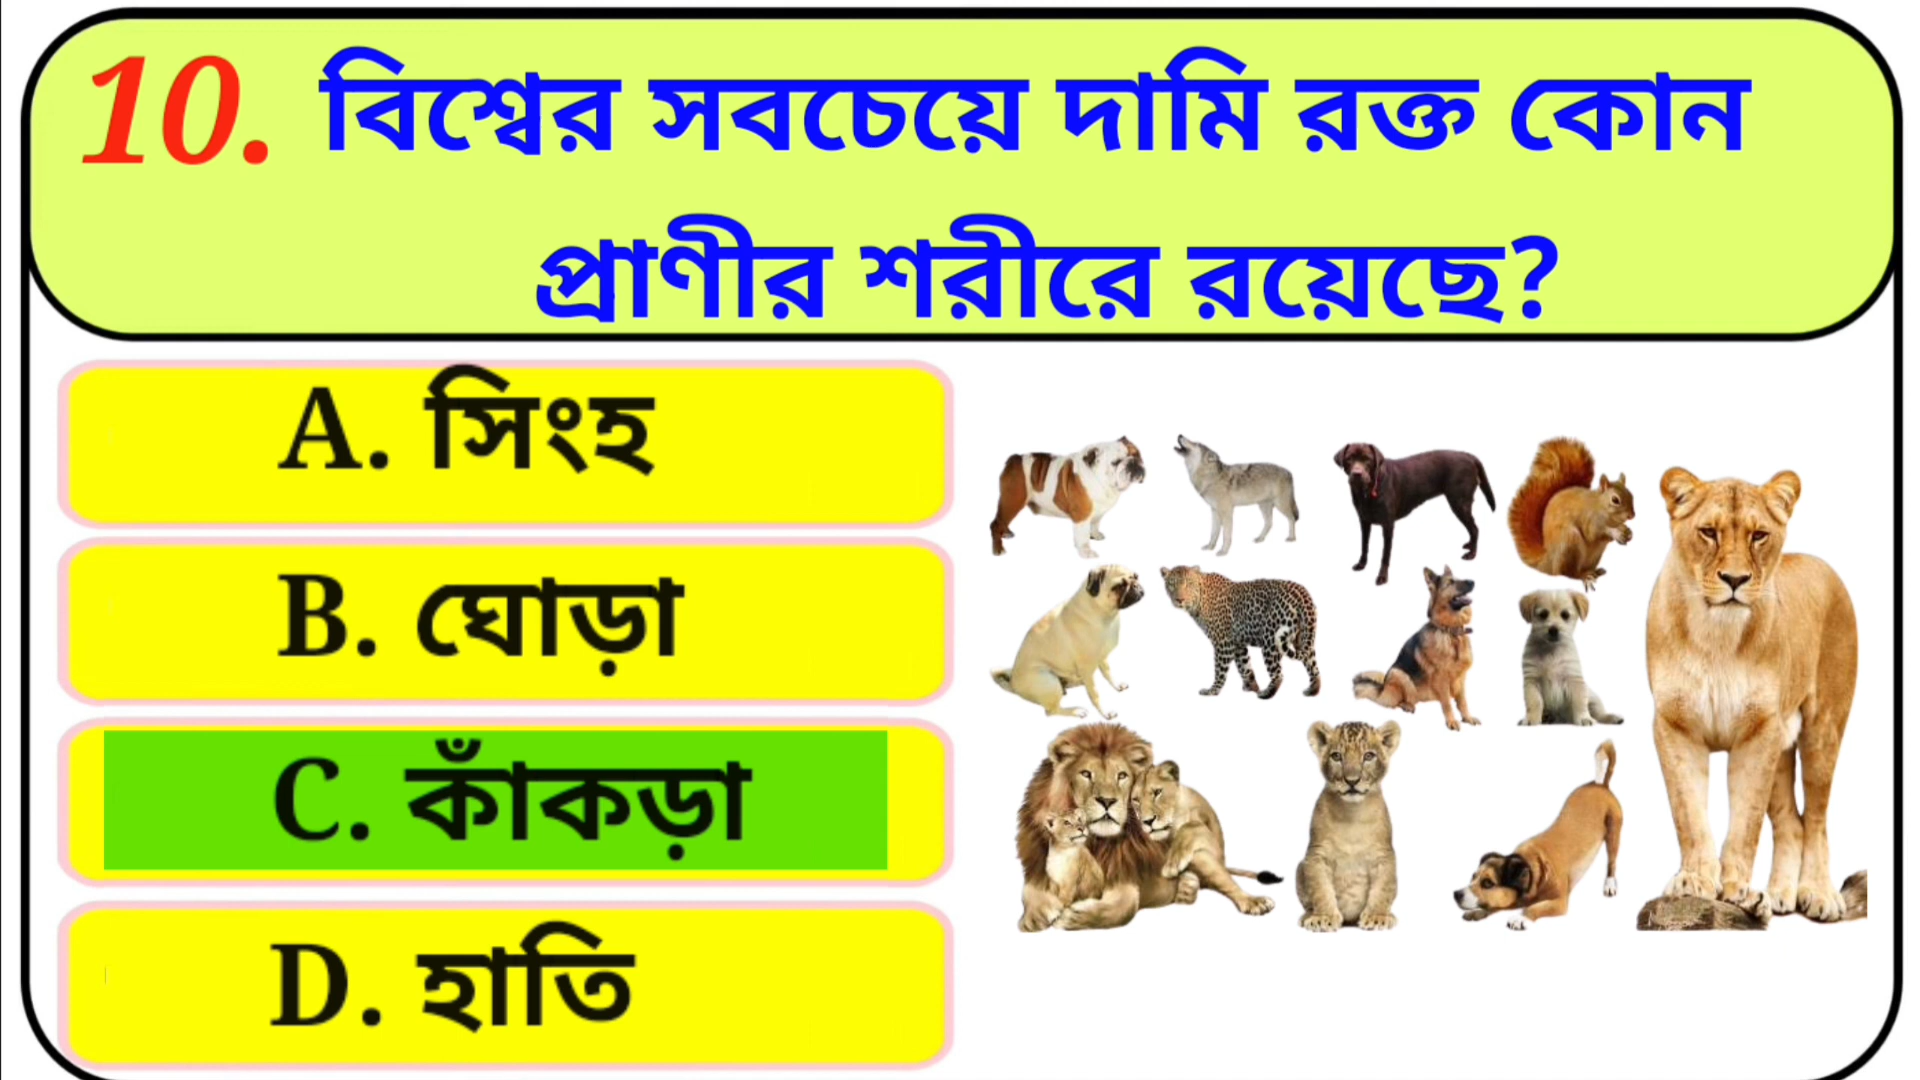 10. বিশ্বের সবচেয়ে দামি রক্ত কোন
প্রাণীর শরীরে রয়েছে?
A. সিংহ
B. ঘোড়া
C. কাঁকড়া
D. হাতি